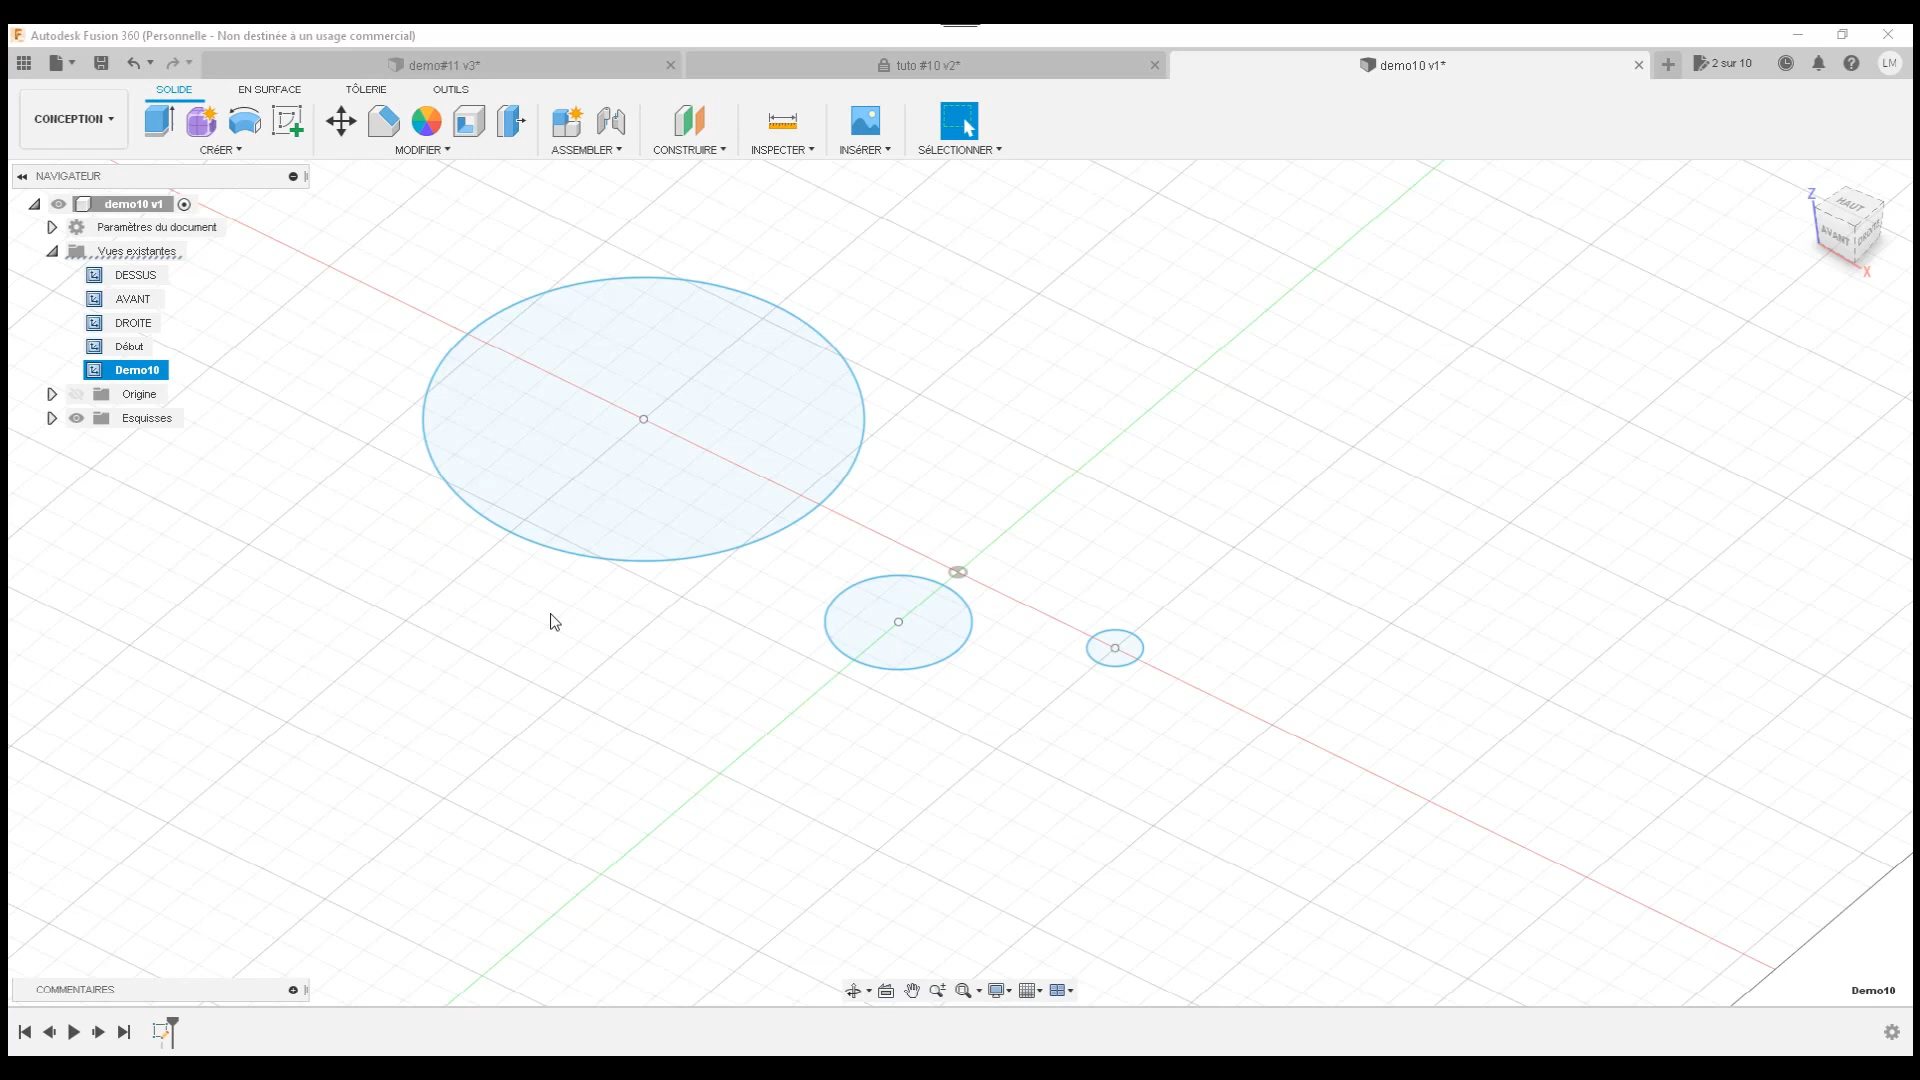 Autodesk Fusion 360 (Personnelle - Non destinée à un usage commercial)
demo#11 v3*
tuto #10 v2*
demo10 v1*
2 sur 10
LM
SOLIDE
EN SURFACE
TÔLERIE
OUTILS
CONCEPTION
CRéER
MODIFIER
ASSEMBLER
CONSTRUIRE
INSPECTER
INSéRER
SéLECTIONNER
NAVIGATEUR
demo10 v1
Paramètres du document
Vues existantes
DESSUS
AVANT
DROITE
Début
Demo10
Origine
Esquisses
Z
HAUT
AVANT
DROITE
X
COMMENTAIRES
Demo10